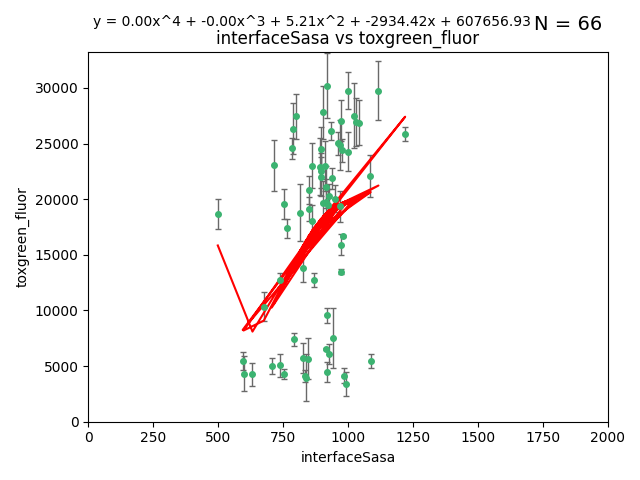 y = 0.00x^4 + -0.00x^3 + 5.21x^2 + -2934.42x + 607656.93 N = 66
interfaceSasa vs toxgreen_fluor
30000
25000
20000
15000
10000
5000
0
toxgreen_fluor
0 250 500 750 1000 1250 1500 1750 2000
interfaceSasa